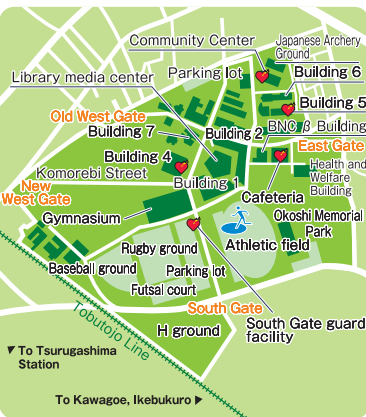 Community Center
Japanese Archery
Ground
Parking lot
Building 6
Library media center
Building 5
Old West Gate
BNC β Building
Building 7
Building 2
East Gate
Building 4
Health and
Welfare
Building
Komorebi Street
Building 1
New
West Gate
Cafeteria
Gymnasium
Okoshi Memorial
Park
Rugby ground
Athletic field
Baseball ground
Parking lot
Futsal court
South Gate
Tobutojo Line
H ground
South Gate guard
facility
▼To Tsurugashima
Station
To Kawagoe, Ikebukuro ▶